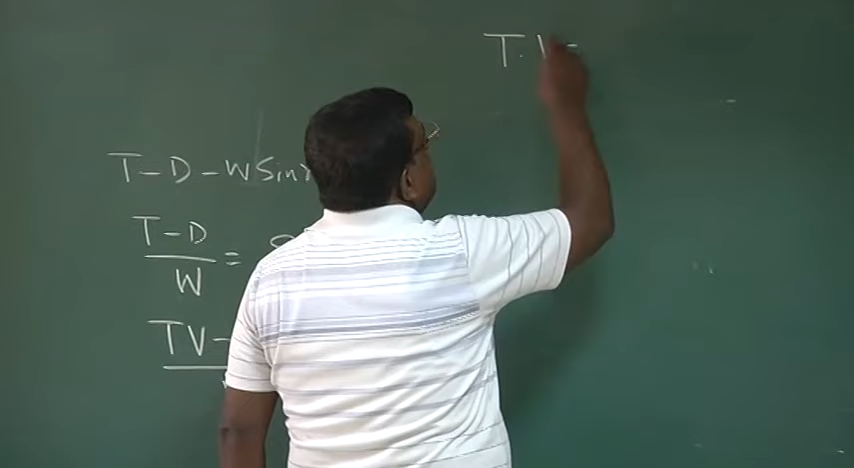 T-D-WSin
T-D
W
=
TV-
T.V